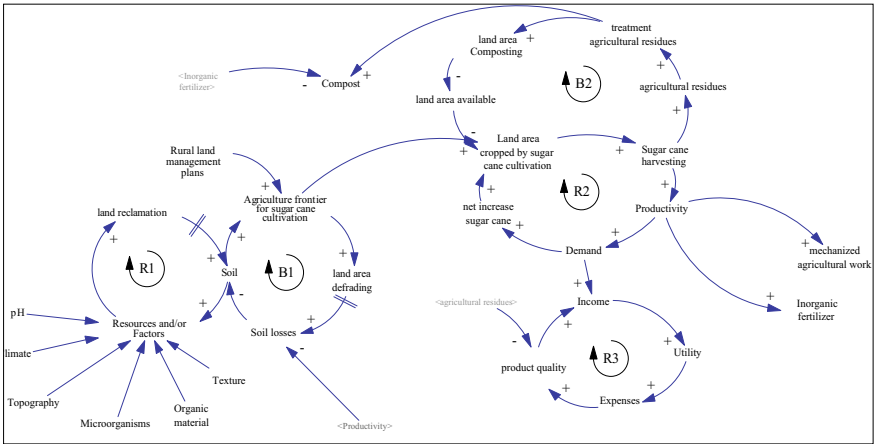 treatment
agricultural residues
land area
Composting
<Inorganic
fertilizer>
Compost
B2
agricultural residues
land area available
Land area
cropped by sugar
cane cultivation
Sugar cane
harvesting
Rural land
management
plans
R2
Agriculture frontier
for sugar cane
cultivation
net increase
sugar cane
Productivity
land reclamation
Demand
mechanized
agricultural work
R1
Soil
B1
land area
defrading
<agricultural residues>
Income
Inorganic
fertilizer
pH
Resources and/or
Factors
Soil losses
limate
product quality
R3
Utility
Texture
Topography
Organic
material
Microorganisms
Expenses
<Productivity>